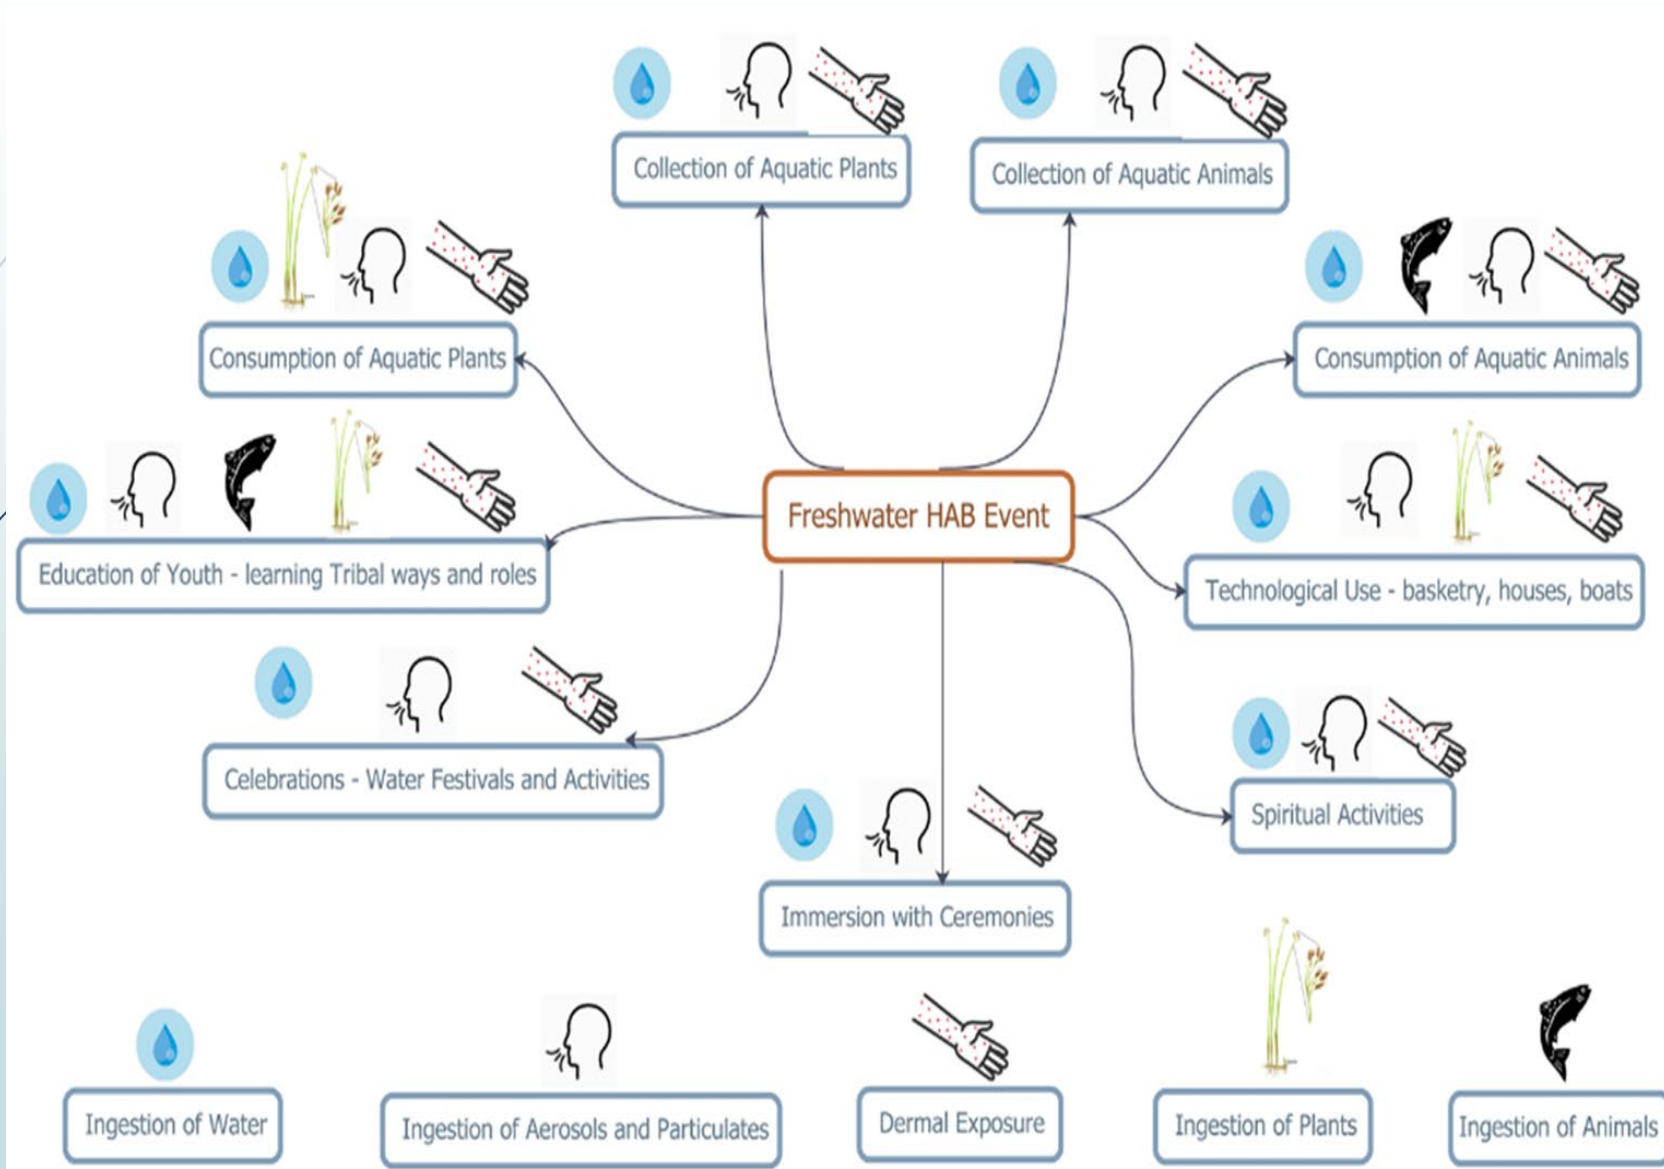 Collection of Aquatic Plants
Collection of Aquatic Animals
Consumption of Aquatic Plants
Consumption of Aquatic Animals
Freshwater HAB Event
Education of Youth - learning Tribal ways and roles
Technological Use - basketry, houses, boats
Celebrations - Water Festivals and Activities
Spiritual Activities
Immersion with Ceremonies
Ingestion of Water
Ingestion of Aerosols and Particulates
Dermal Exposure
Ingestion of Plants
Ingestion of Animals